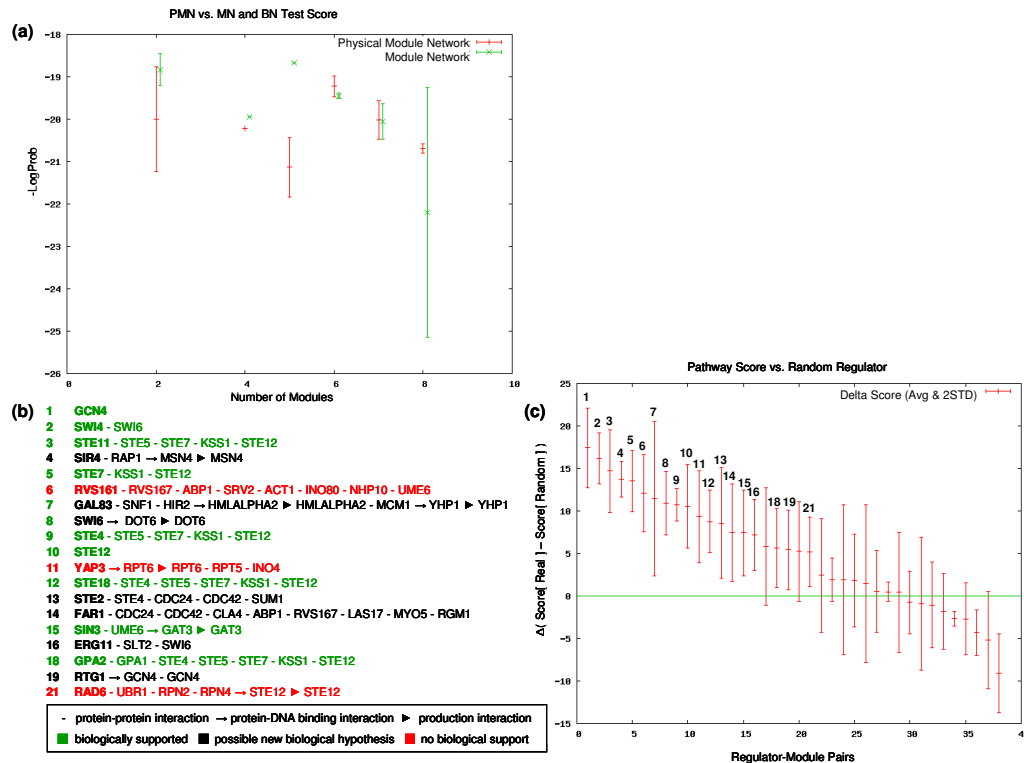 PMN vs. MN and BN Test Score
(a)
Physical Module Network
Module Network
-LogProb
-18
-19
-20
-21
-22
-23
-24
-25
-26
0 2 4 6 8 10
Number of Modules
(b)
1 GCN4
2 SWI4 - SWI6
3 STE11 - STE5 - STE7 - KSS1 - STE12
4 SIR4 - RAP1 → MSN4 ► MSN4
5 STE7 - KSS1 - STE12
6 RVS161 - RVS167 - ABP1 - SRV2 - ACT1 - INO80 - NHP10 - UME6
7 GAL83 - SNF1 - HIR2 → HMLALPHA2 ► HMLALPHA2 - MCM1 → YHP1 ► YHP1
8 SWI6 → DOT6 ► DOT6
9 STE4 - STE5 - STE7 - KSS1 - STE12
10 STE12
11 YAP3 → RPT6 ► RPT6 - RPT5 - INO4
12 STE18 - STE4 - STE5 - STE7 - KSS1 - STE12
13 STE2 - STE4 - CDC24 - CDC42 - SUM1
14 FAR1 - CDC24 - CDC42 - CLA4 - ABP1 - RVS167 - LAS17 - MYO5 - RGM1
15 SIN3 - UME6 → GAT3 ► GAT3
16 ERG11 - SLT2 - SWI6
18 GPA2 - GPA1 - STE4 - STE5 - STE7 - KSS1 - STE12
19 RTG1 → GCN4 - GCN4
21 RAD6 - UBR1 - RPN2 - RPN4 → STE12 ► STE12
- protein-protein interaction → protein-DNA binding interaction ► production interaction
biologically supported possible new biological hypothesis no biological support
Pathway Score vs. Random Regulator
(c)
Delta Score (Avg & 2STD)
Δ( Score[ Real ] – Score[ Random ] )
25
20
15
10
5
0
-5
-10
-15
1 2 3 4 5 6 7 8 9 10 11 12 13 14 15 16 18 19 21
0 5 10 15 20 25 30 35 4
Regulator-Module Pairs